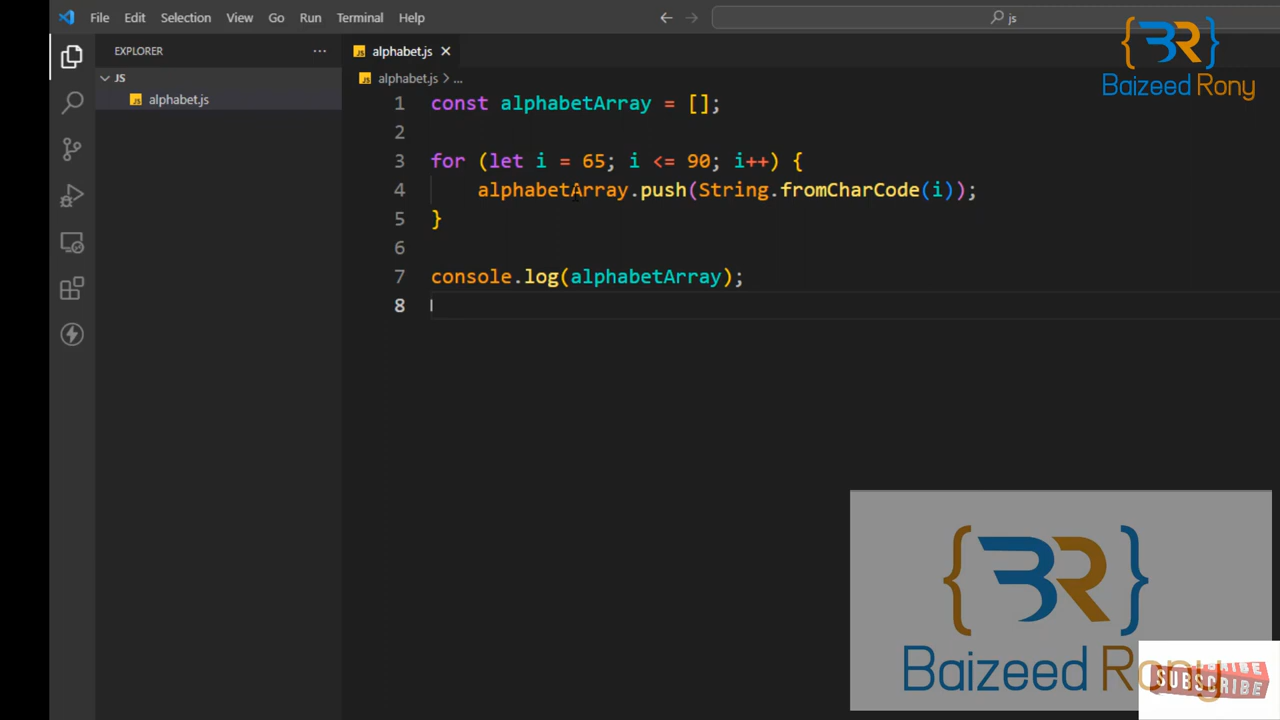 File Edit Selection View Go Run Terminal Help
js
EXPLORER
JS
alphabet.js
alphabet.js
alphabet.js > ...
1 const alphabetArray = [];
2
3 for (let i = 65; i <= 90; i++) {
4 alphabetArray.push(String.fromCharCode(i));
5 }
6
7 console.log(alphabetArray);
8
{BR}
Baizeed Rony
{BR}
Baizeed Rony
SUBSCRIBE